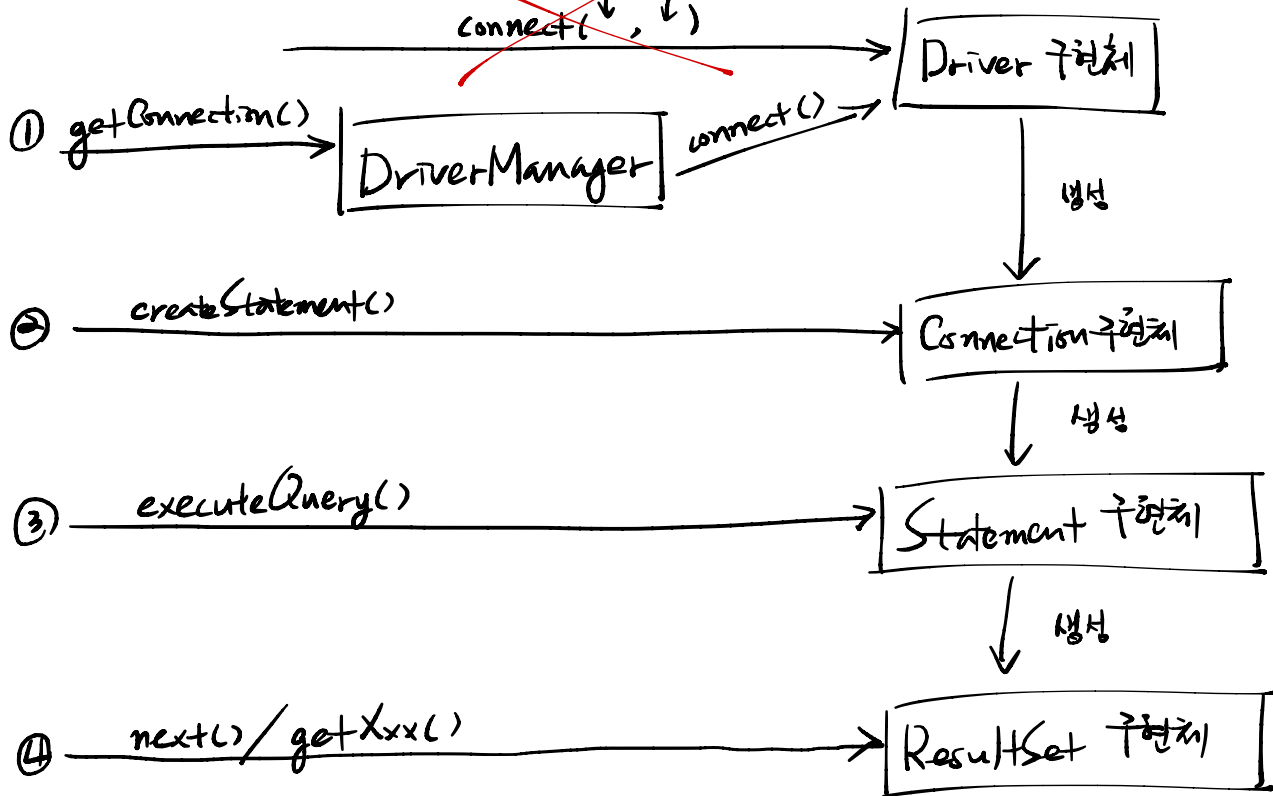 connect( , )
Driver 구현체
① getConnection()
DriverManager
connect()
생성
② createStatement()
Connection 구현체
생성
③ executeQuery()
Statement 구현체
생성
④ next() / getXxx()
ResultSet 구현체